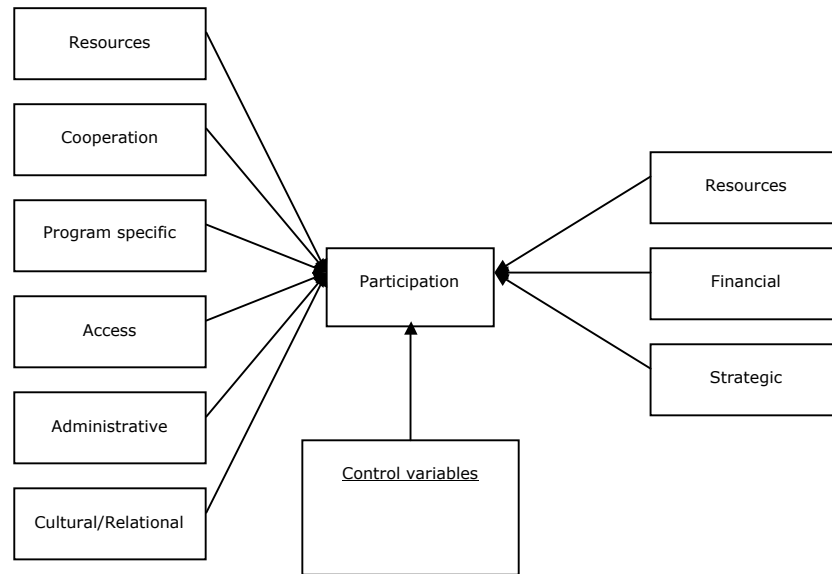 Resources
Cooperation
Program specific
Access
Administrative
Cultural/Relational
Participation
Control variables
Resources
Financial
Strategic